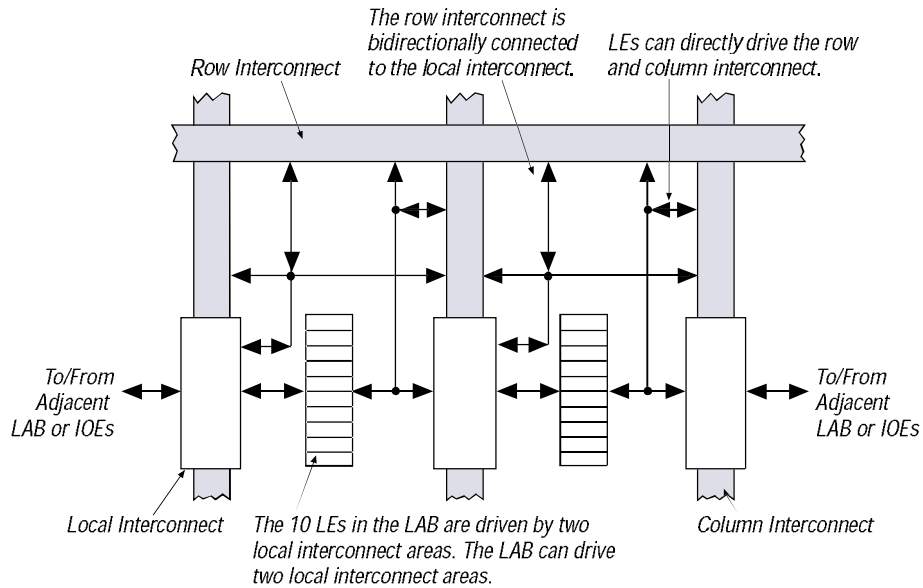 The row interconnect is
bidirectionally connected
to the local interconnect.
LEs can directly drive the row
and column interconnect.
Row Interconnect
To/From
Adjacent
LAB or IOEs
To/From
Adjacent
LAB or IOEs
Local Interconnect
The 10 LEs in the LAB are driven by two
local interconnect areas. The LAB can drive
two local interconnect areas.
Column Interconnect